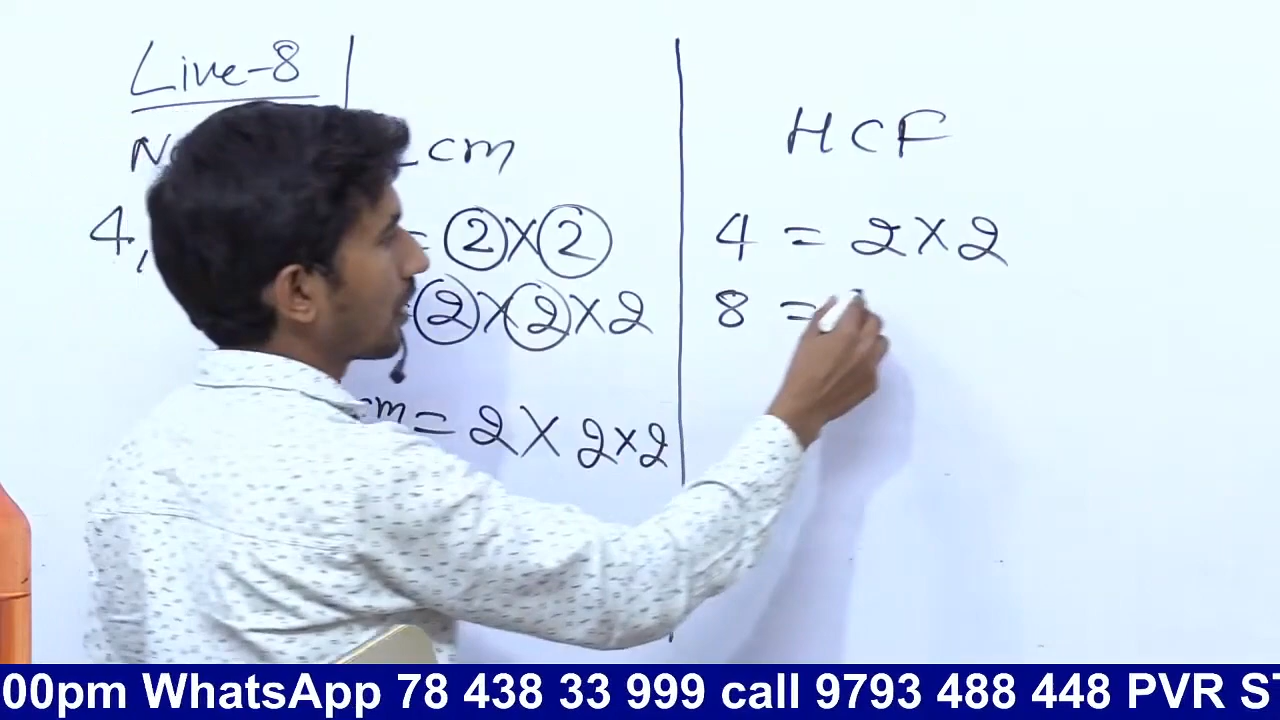 Live-8
Lcm
4,
= 2 x 2
= 2 x 2 x 2
cm = 2 x 2 x 2
HCF
4 = 2 x 2
8 =
00pm WhatsApp 78 438 33 999 call 9793 488 448 PVR ST